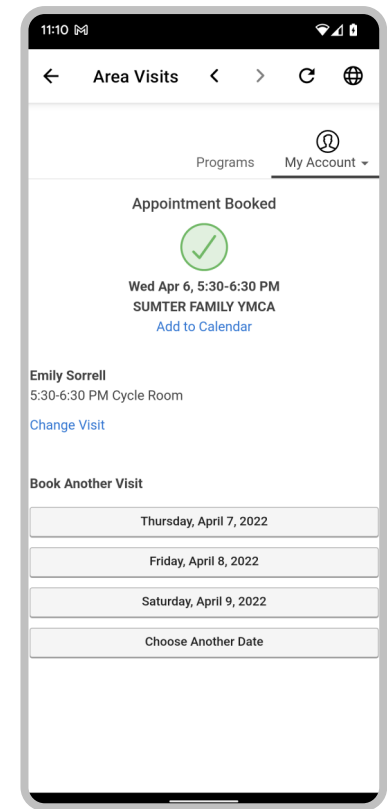 11:10
Area Visits
Programs
My Account
Appointment Booked
Wed Apr 6, 5:30-6:30 PM
SUMTER FAMILY YMCA
Add to Calendar
Emily Sorrell
5:30-6:30 PM Cycle Room
Change Visit
Book Another Visit
Thursday, April 7, 2022
Friday, April 8, 2022
Saturday, April 9, 2022
Choose Another Date